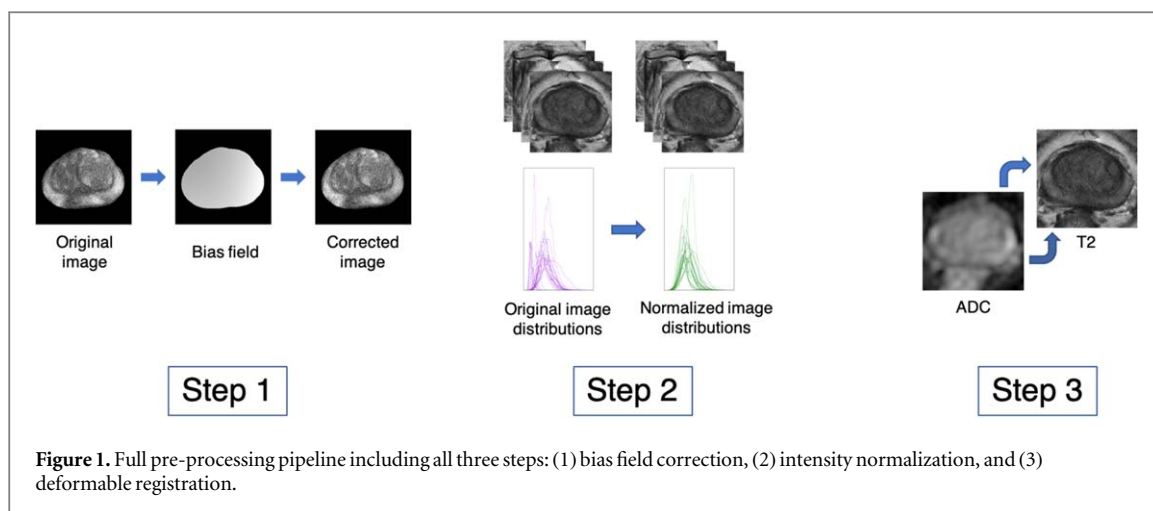 Original
image
Bias field
Corrected
image
Original image
distributions
Normalized image
distributions
T2
ADC
Step 1
Step 2
Step 3
Figure 1. Full pre-processing pipeline including all three steps: (1) bias field correction, (2) intensity normalization, and (3)
deformable registration.